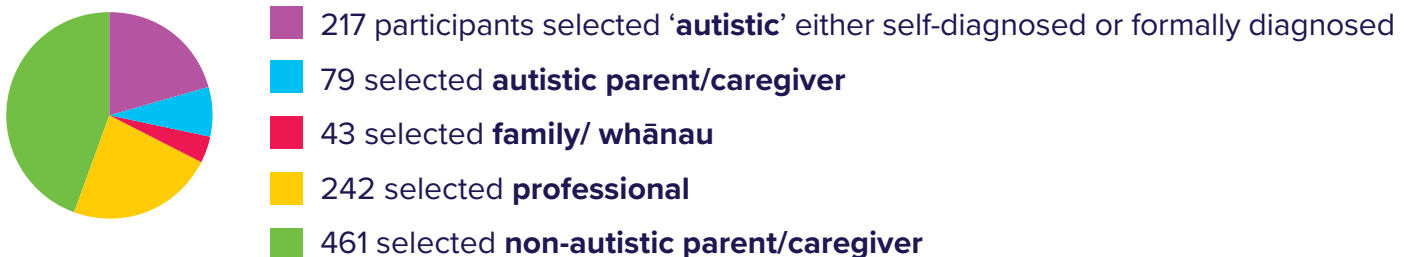 217 participants selected ‘autistic’ either self-diagnosed or formally diagnosed
79 selected autistic parent/caregiver
43 selected family/ whānau
242 selected professional
461 selected non-autistic parent/caregiver